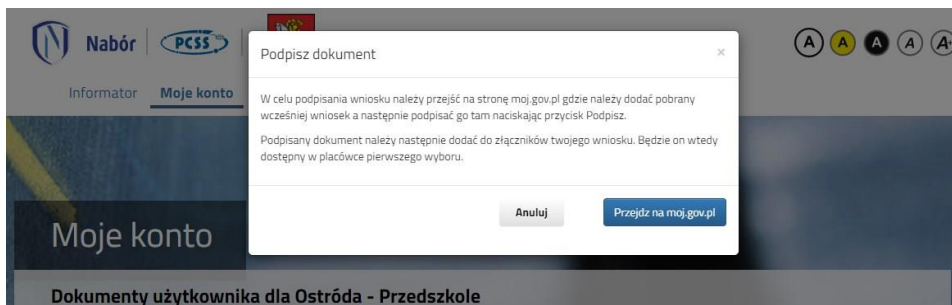 Nabór
PCSS
Podpisz dokument
×
A A A A A+
Informator Moje konto
W celu podpisania wniosku należy przejść na stronę moj.gov.pl gdzie należy dodać pobrany
wcześniej wniosek a następnie podpisać go tam naciskając przycisk Podpisz.
Podpisany dokument należy następnie dodać do złączników twojego wniosku. Będzie on wtedy
dostępny w placówce pierwszego wyboru.
Anuluj Przejdz na moj.gov.pl
Moje konto
Dokumenty użytkownika dla Ostróda - Przedszkole